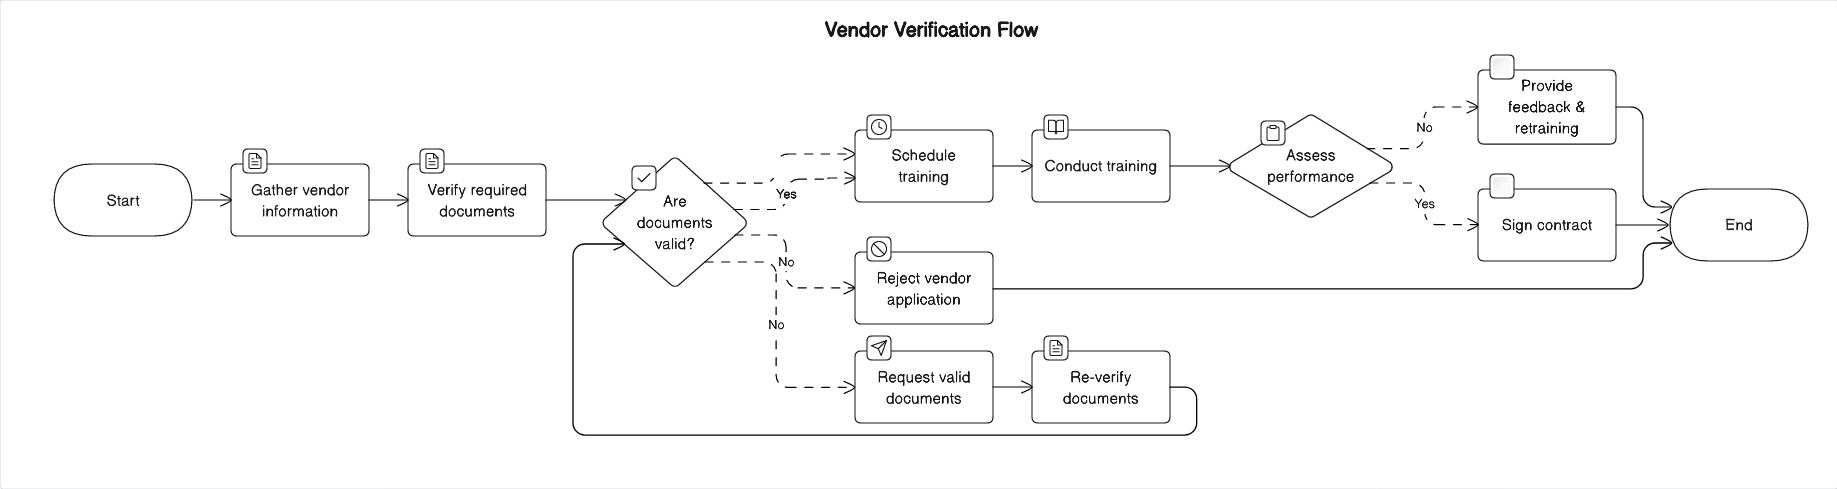 Vendor Verification Flow
Start
Gather vendor
information
Verify required
documents
Are
documents
valid?
Yes
No
No
Schedule
training
Conduct training
Assess
performance
No
Yes
Provide
feedback &
retraining
Sign contract
End
Reject vendor
application
Request valid
documents
Re-verify
documents